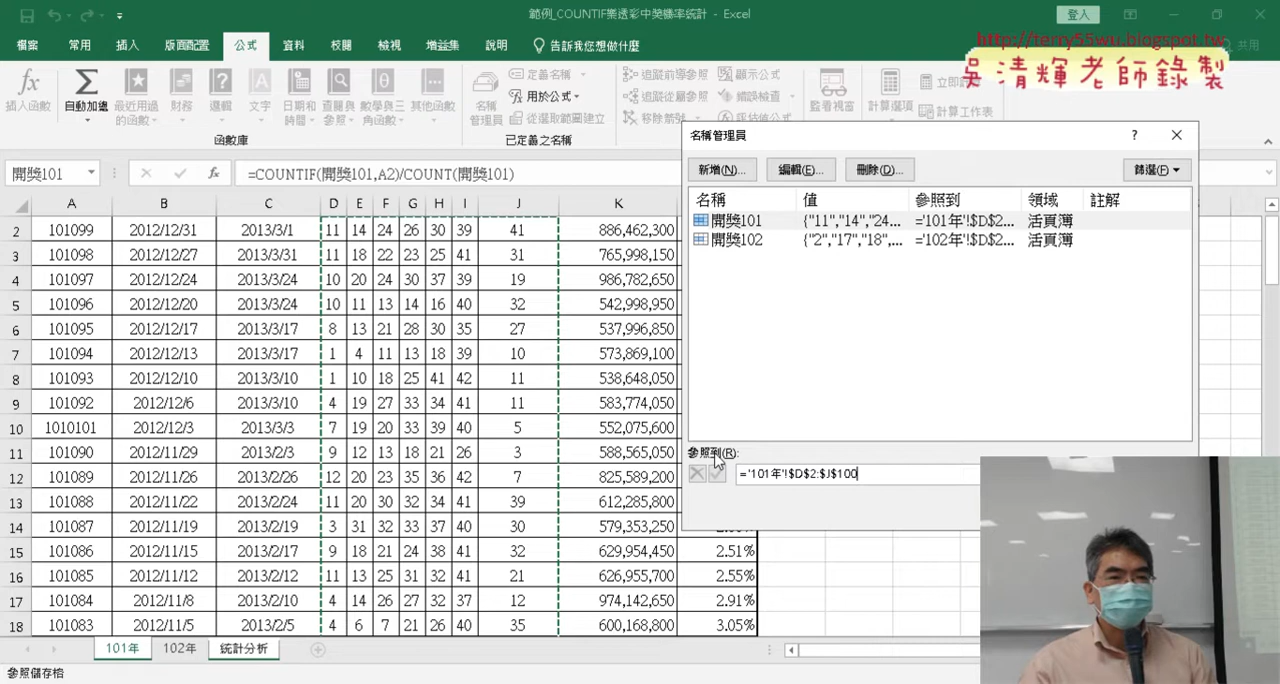 範例_COUNTIF樂透彩中獎機率統計 - Excel
登入
檔案 常用 插入 版面配置 公式 資料 校閱 檢視 增益集 說明 告訴我您想做什麼
http://terry55wu.blogspot.tw
共用
吳清輝老師錄製
插入函數 自動加總 最近用過的函數 財務 邏輯 文字 日期和時間 查閱與參照 數學與三角函數 其他函數
函數庫
名稱管理員 定義名稱 用於公式 從選取範圍建立
已定義之名稱
追蹤前導參照 顯示公式
追蹤從屬參照 錯誤檢查
移除箭號
監看視窗 計算選項
計算工作表
名稱管理員
? ×
新增(N)... 編輯(E)... 刪除(D)... 篩選(F)
名稱 值 參照到 領域 註解
開獎101 {"11","14","24... ='101年'!$D$2... 活頁簿
開獎102 {"2","17","18",... ='102年'!$D$2... 活頁簿
參照到(R):
='101年'!$D$2:$J$100
開獎101 fx =COUNTIF(開獎101,A2)/COUNT(開獎101)
A B C D E F G H I J K
2 101099 2012/12/31 2013/3/1 11 14 24 26 30 39 41 886,462,300
3 101098 2012/12/27 2013/3/31 11 18 22 23 25 41 31 765,998,150
4 101097 2012/12/24 2013/3/24 10 20 24 30 37 39 19 986,782,650
5 101096 2012/12/20 2013/3/24 10 11 13 14 16 40 32 542,998,950
6 101095 2012/12/17 2013/3/17 8 13 21 28 30 35 27 537,996,850
7 101094 2012/12/13 2013/3/17 1 4 11 13 18 39 10 573,869,100
8 101093 2012/12/10 2013/3/10 1 10 18 25 41 42 11 538,648,050
9 101092 2012/12/6 2013/3/10 4 19 27 33 34 41 11 583,774,050
10 1010101 2012/12/3 2013/3/3 7 19 20 33 39 40 5 552,075,600
11 101090 2012/11/29 2013/3/3 9 12 13 18 21 26 3 588,565,050
12 101089 2012/11/26 2013/2/26 12 20 23 35 36 42 7 825,589,200
13 101088 2012/11/22 2013/2/24 11 20 30 32 34 41 39 612,285,800
14 101087 2012/11/19 2013/2/19 3 31 32 33 37 40 30 579,353,250
15 101086 2012/11/15 2013/2/17 9 18 21 24 38 41 32 629,954,450 2.51%
16 101085 2012/11/12 2013/2/12 11 13 25 31 32 41 21 626,955,700 2.55%
17 101084 2012/11/8 2013/2/10 4 14 26 27 32 37 12 974,142,650 2.91%
18 101083 2012/11/5 2013/2/5 4 6 7 21 26 40 35 600,168,800 3.05%
101年 102年 統計分析
參照儲存格